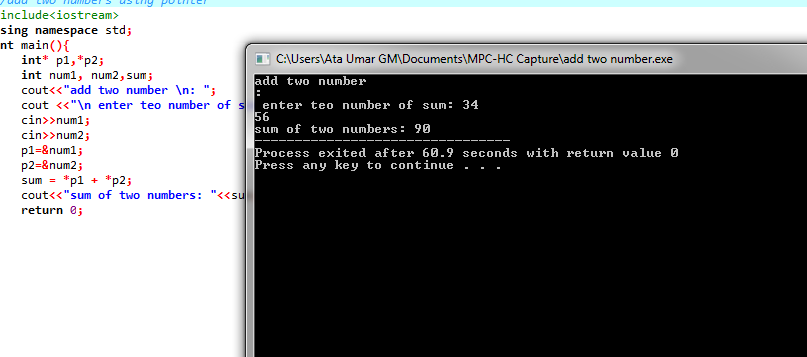 /add two numbers using pointer
include<iostream>
sing namespace std;
nt main(){
int* p1,*p2;
int num1, num2,sum;
cout<<"add two number \n: ";
cout <<"\n enter teo number of s
cin>>num1;
cin>>num2;
p1=&num1;
p2=&num2;
sum = *p1 + *p2;
cout<<"sum of two numbers: "<<su
return 0;
C:\Users\Ata Umar GM\Documents\MPC-HC Capture\add two number.exe
add two number
:
enter teo number of sum: 34
56
sum of two numbers: 90
--------------------------------
Process exited after 60.9 seconds with return value 0
Press any key to continue . . .